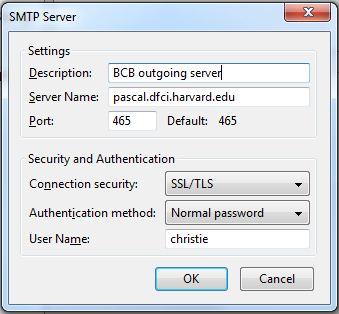 SMTP Server
Settings
Description: BCB outgoing server
Server Name: pascal.dfci.harvard.edu
Port: 465 Default: 465
Security and Authentication
Connection security: SSL/TLS
Authentication method: Normal password
User Name: christie
OK Cancel